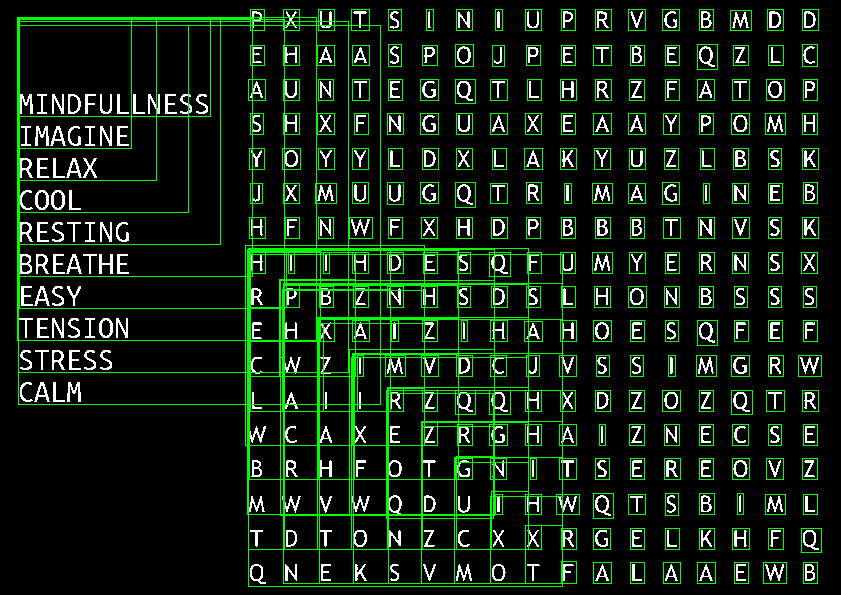 P X U T S I N I U P R V G B M D D
E H A A S P O J P E T B E Q Z L C
A U N T E G Q T L H R Z F A T O P
MINDFULLNESS
S H X F N G U A X E A A Y P O M H
IMAGINE
Y O Y Y L D X L A K Y U Z L B S K
RELAX
J X M U U G Q T R I M A G I N E B
COOL
H F N W F X H D P B B B T N V S K
RESTING
H I I H D E S Q F U M Y E R N S X
BREATHE
R P B Z N H S D S L H O N B S S S
EASY
E H X A I Z I H A H O E S Q F E F
TENSION
C W Z I M V D C J V S S I M G R W
STRESS
L A I I R Z Q Q H X D Z O Z Q T R
CALM
W C A X E Z R G H A I Z N E C S E
B R H F O T G N I T S E R E O V Z
M W V W Q D U I H W Q T S B I M L
T D T O N Z C X X R G E L K H F Q
Q N E K S V M O T F A L A A E W B